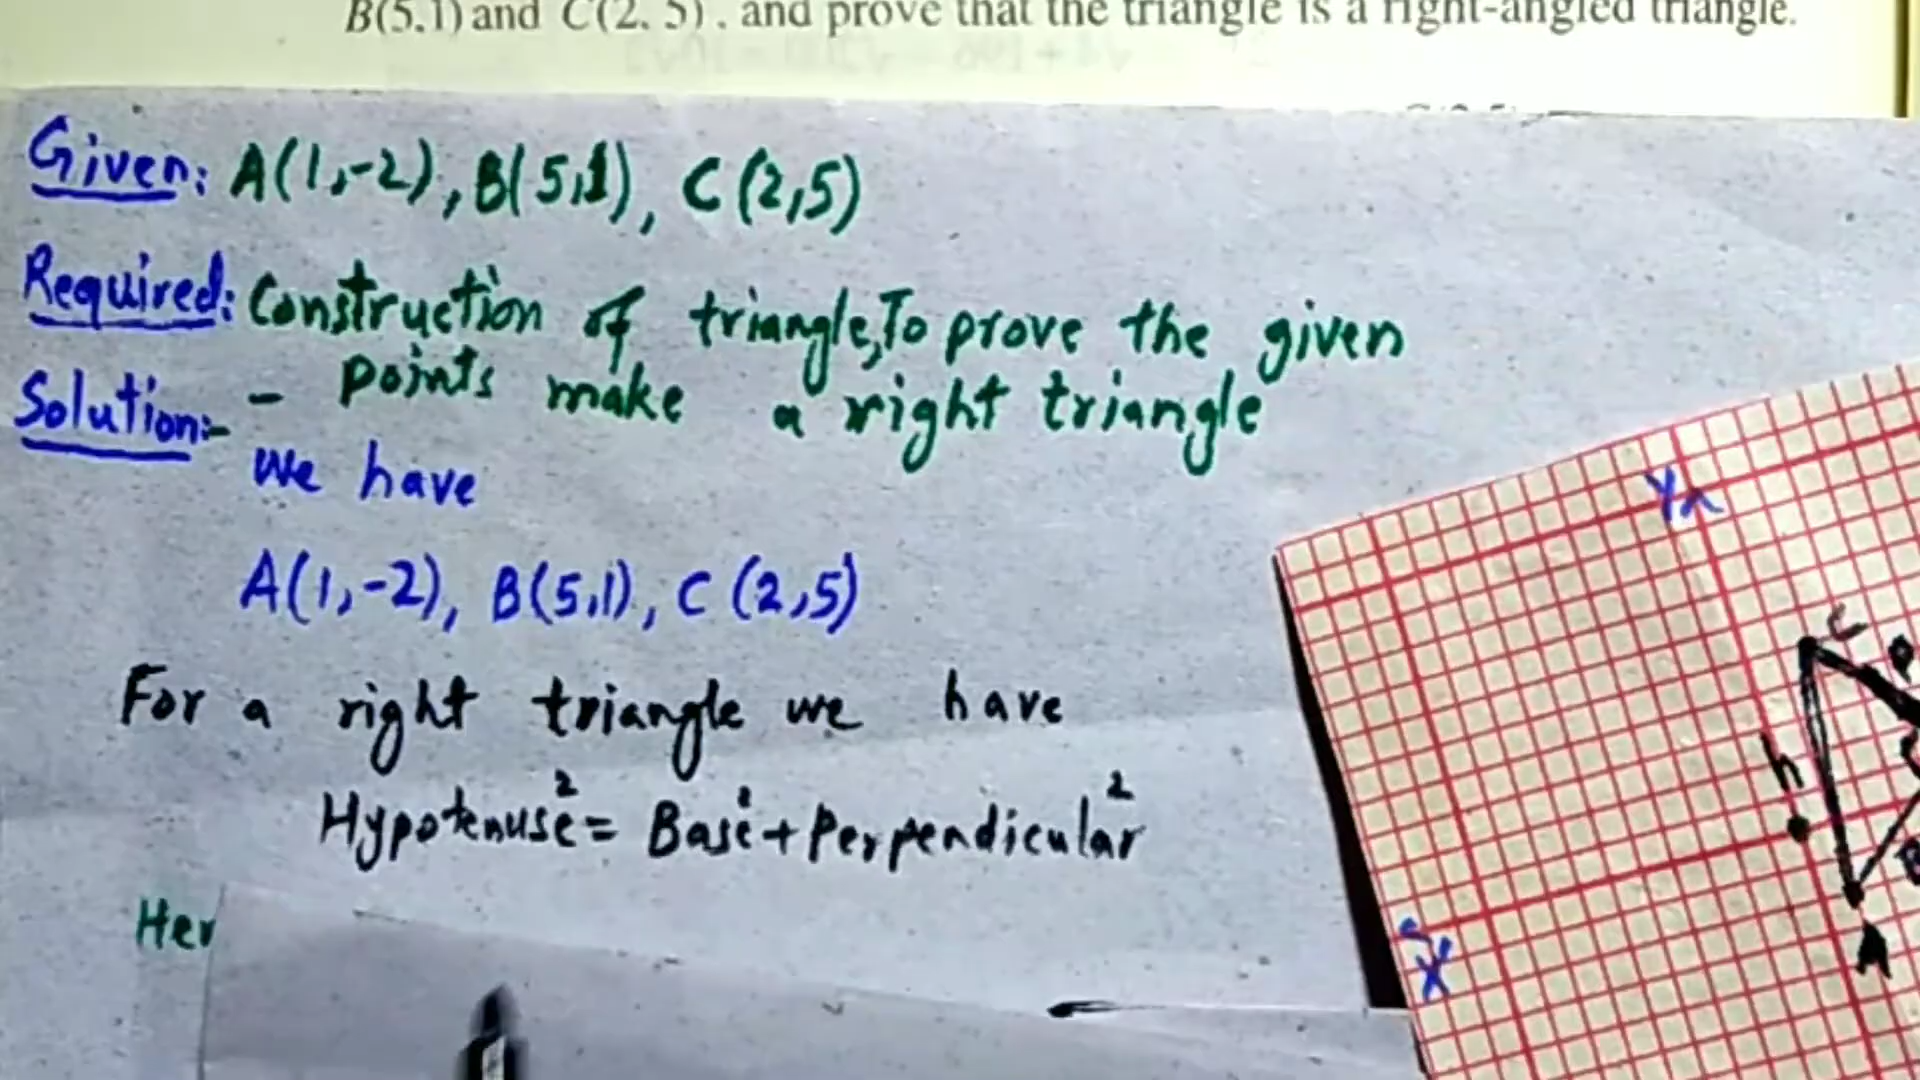 B(5,1) and C(2, 5), and prove that the triangle is a right-angled triangle.
Given: A(1,-2), B(5,1), C(2,5)
Required: Construction of triangle, To prove the given
- points make a right triangle
Solution:-
we have
A(1,-2), B(5,1), C(2,5)
For a right triangle we have
Hypotenuse² = Base² + Perpendicular²
Her
Y
C
P
h
B
A
X'